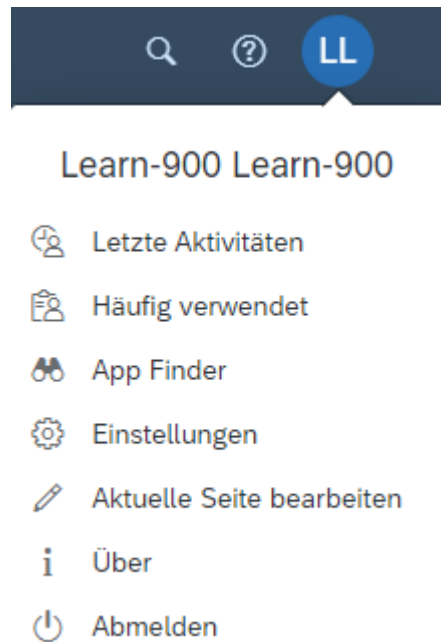 LL
Learn-900 Learn-900
Letzte Aktivitäten
Häufig verwendet
App Finder
Einstellungen
Aktuelle Seite bearbeiten
Über
Abmelden